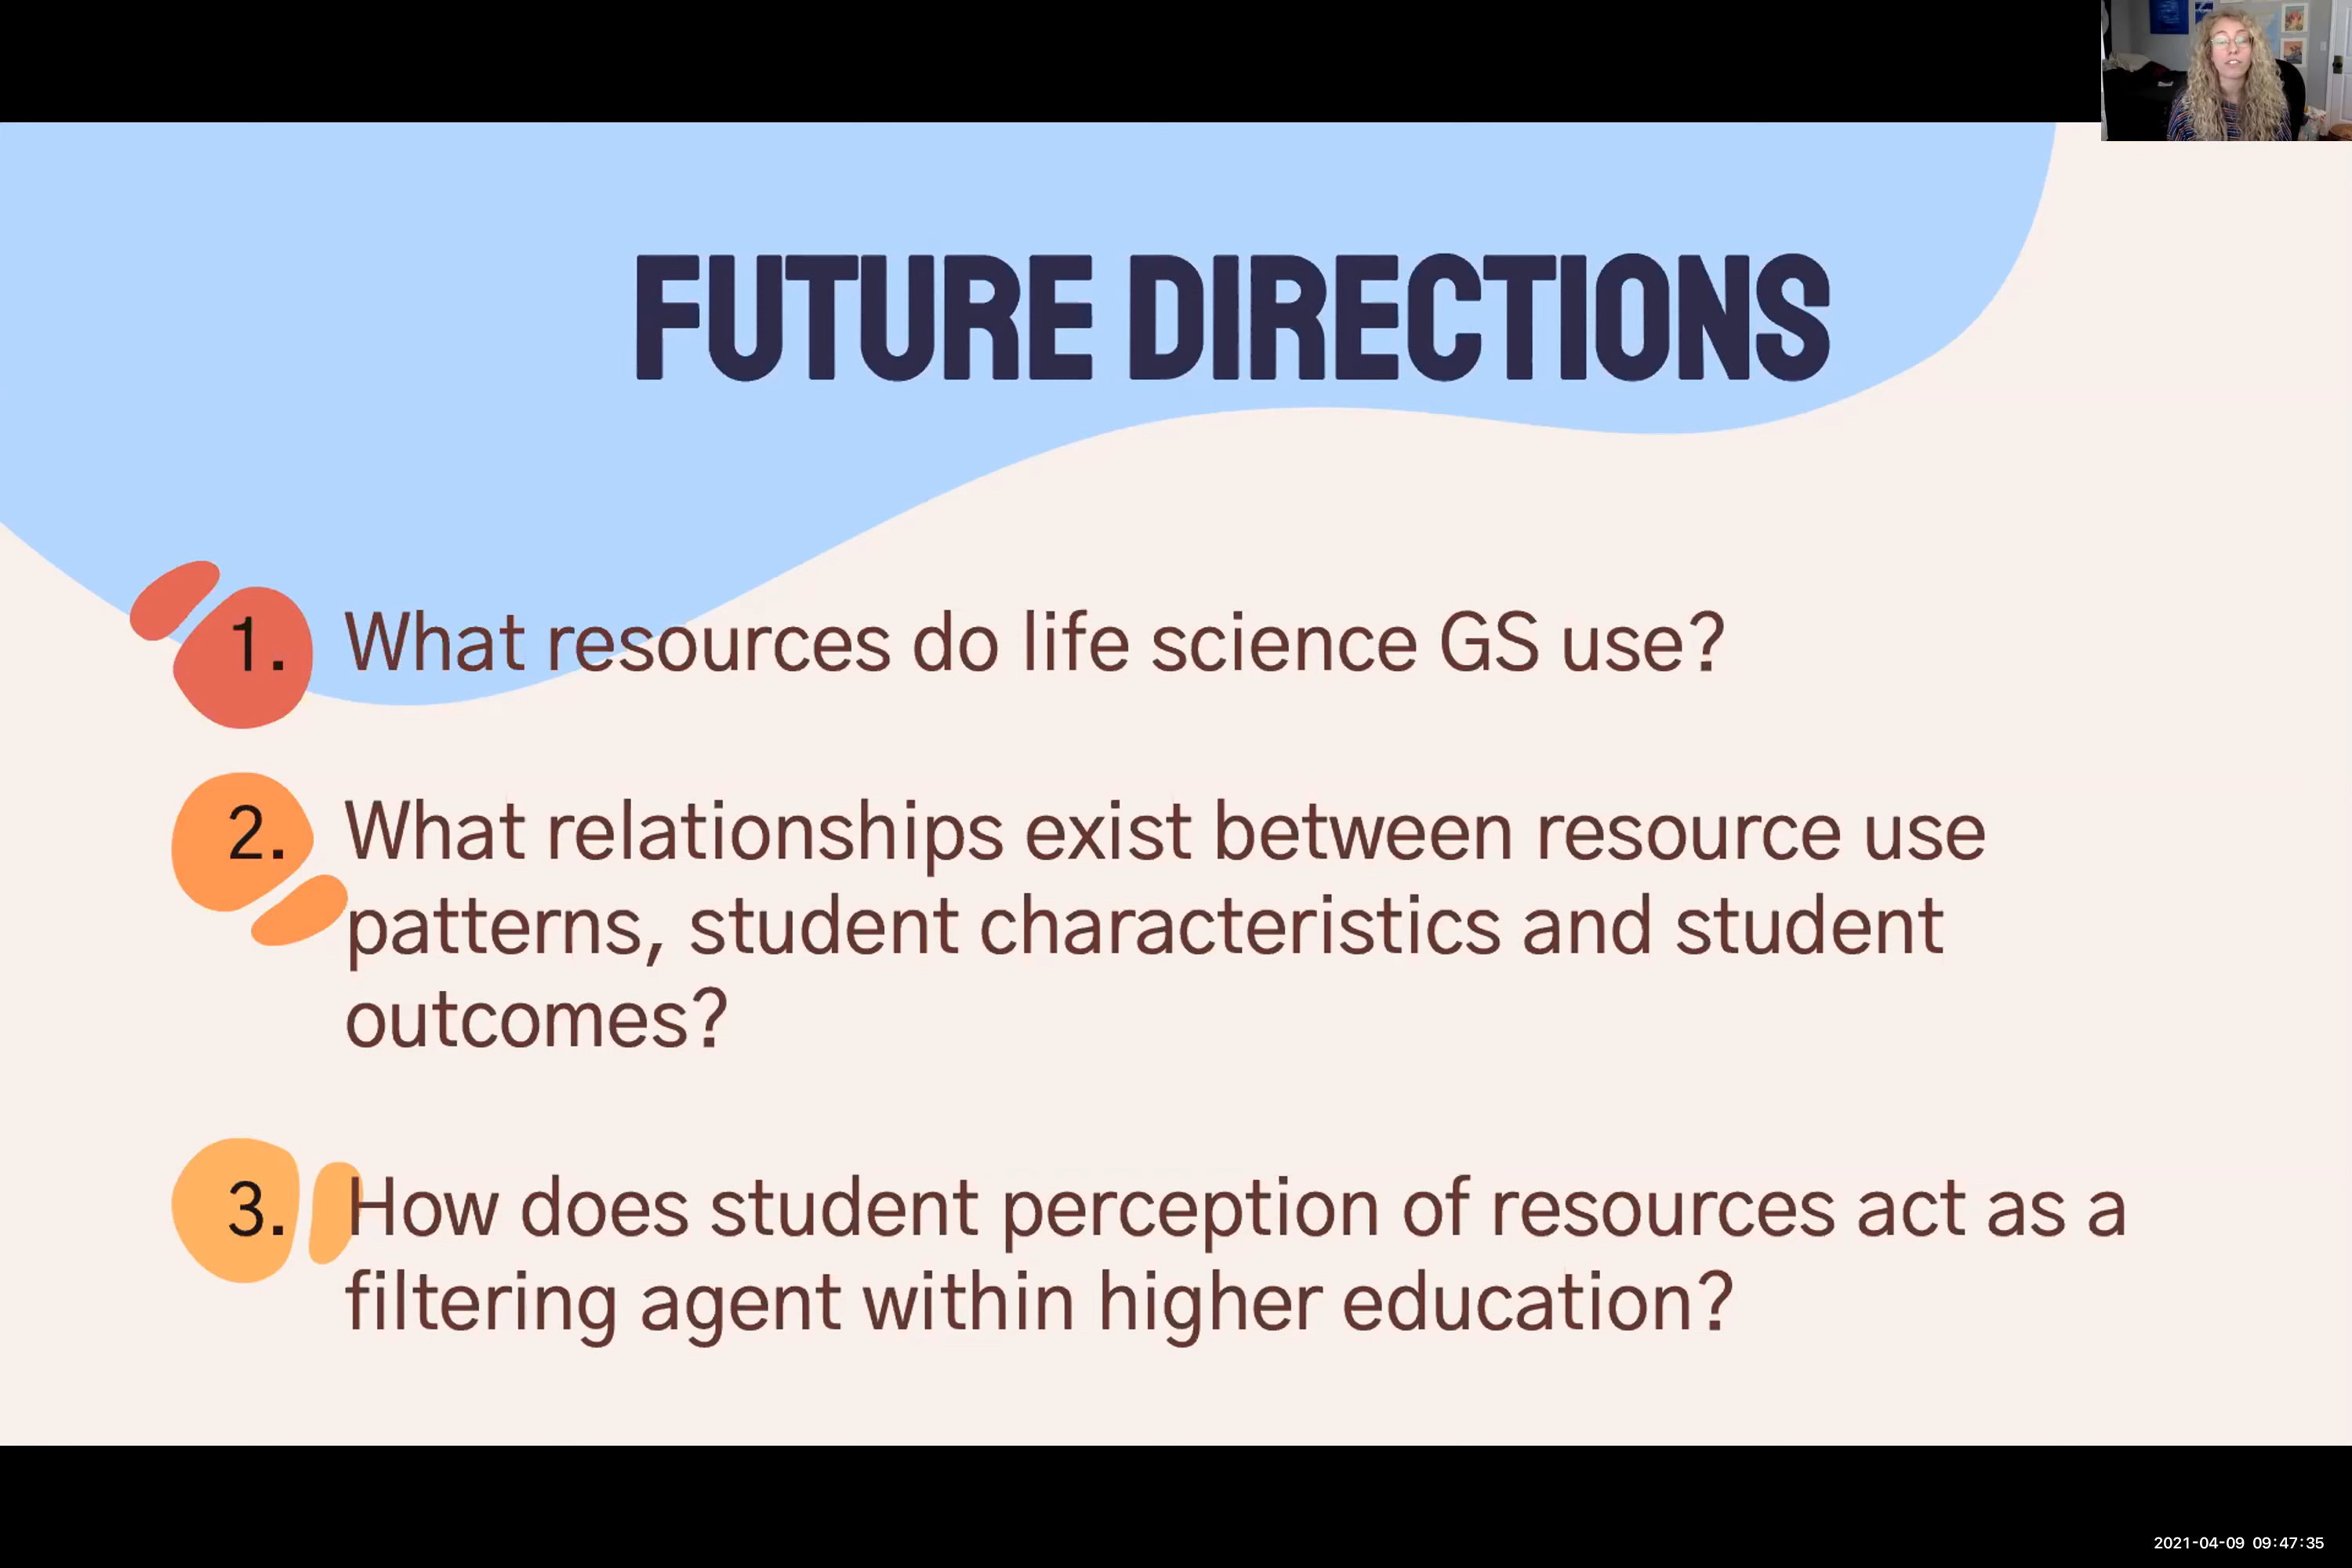 FUTURE DIRECTIONS
1. What resources do life science GS use?
2. What relationships exist between resource use
patterns, student characteristics and student
outcomes?
3. How does student perception of resources act as a
filtering agent within higher education?
2021-04-09 09:47:35